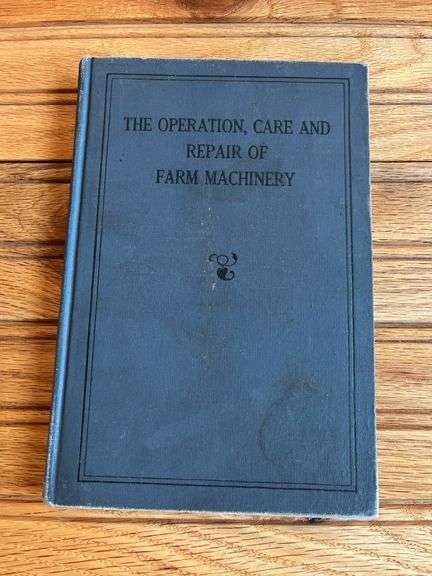 THE OPERATION, CARE AND
REPAIR OF
FARM MACHINERY